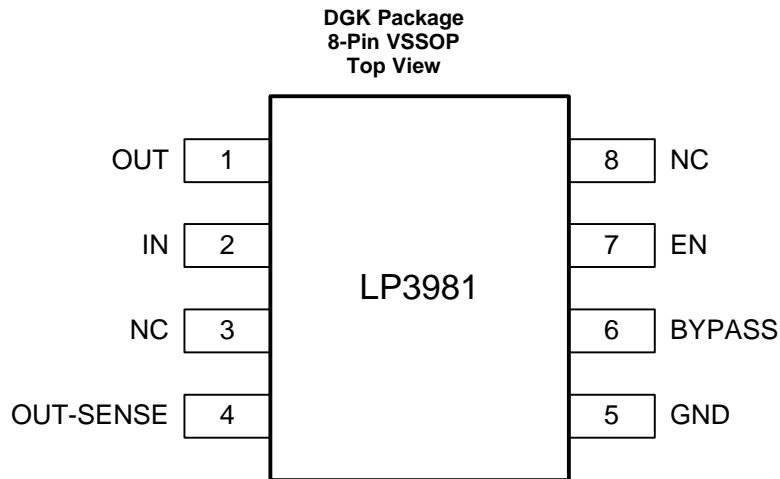 DGK Package
8-Pin VSSOP
Top View
OUT 1 8 NC
IN 2 7 EN
LP3981
NC 3 6 BYPASS
OUT-SENSE 4 5 GND